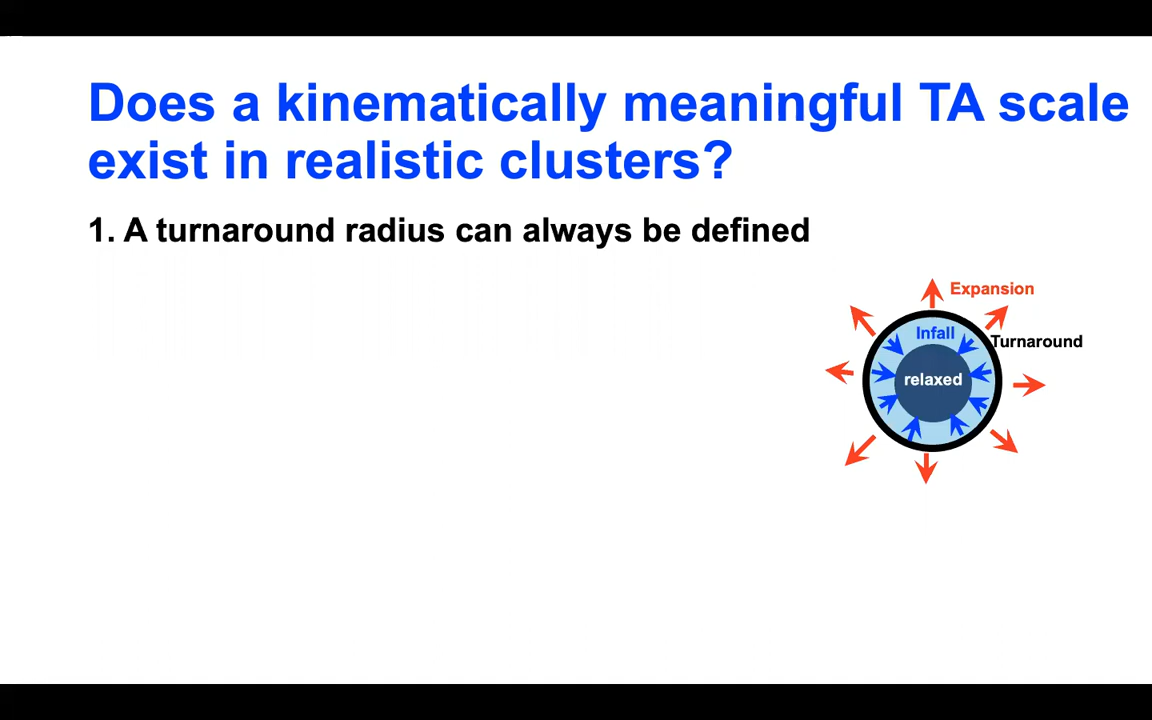 Does a kinematically meaningful TA scale
exist in realistic clusters?
1. A turnaround radius can always be defined
Expansion
Infall
Turnaround
relaxed